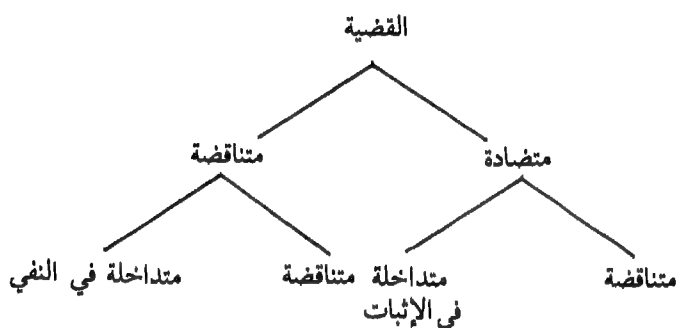 القضية
متضادة
متناقضة
متناقضة
متداخلة
في الإثبات
متناقضة
متداخلة في النفي